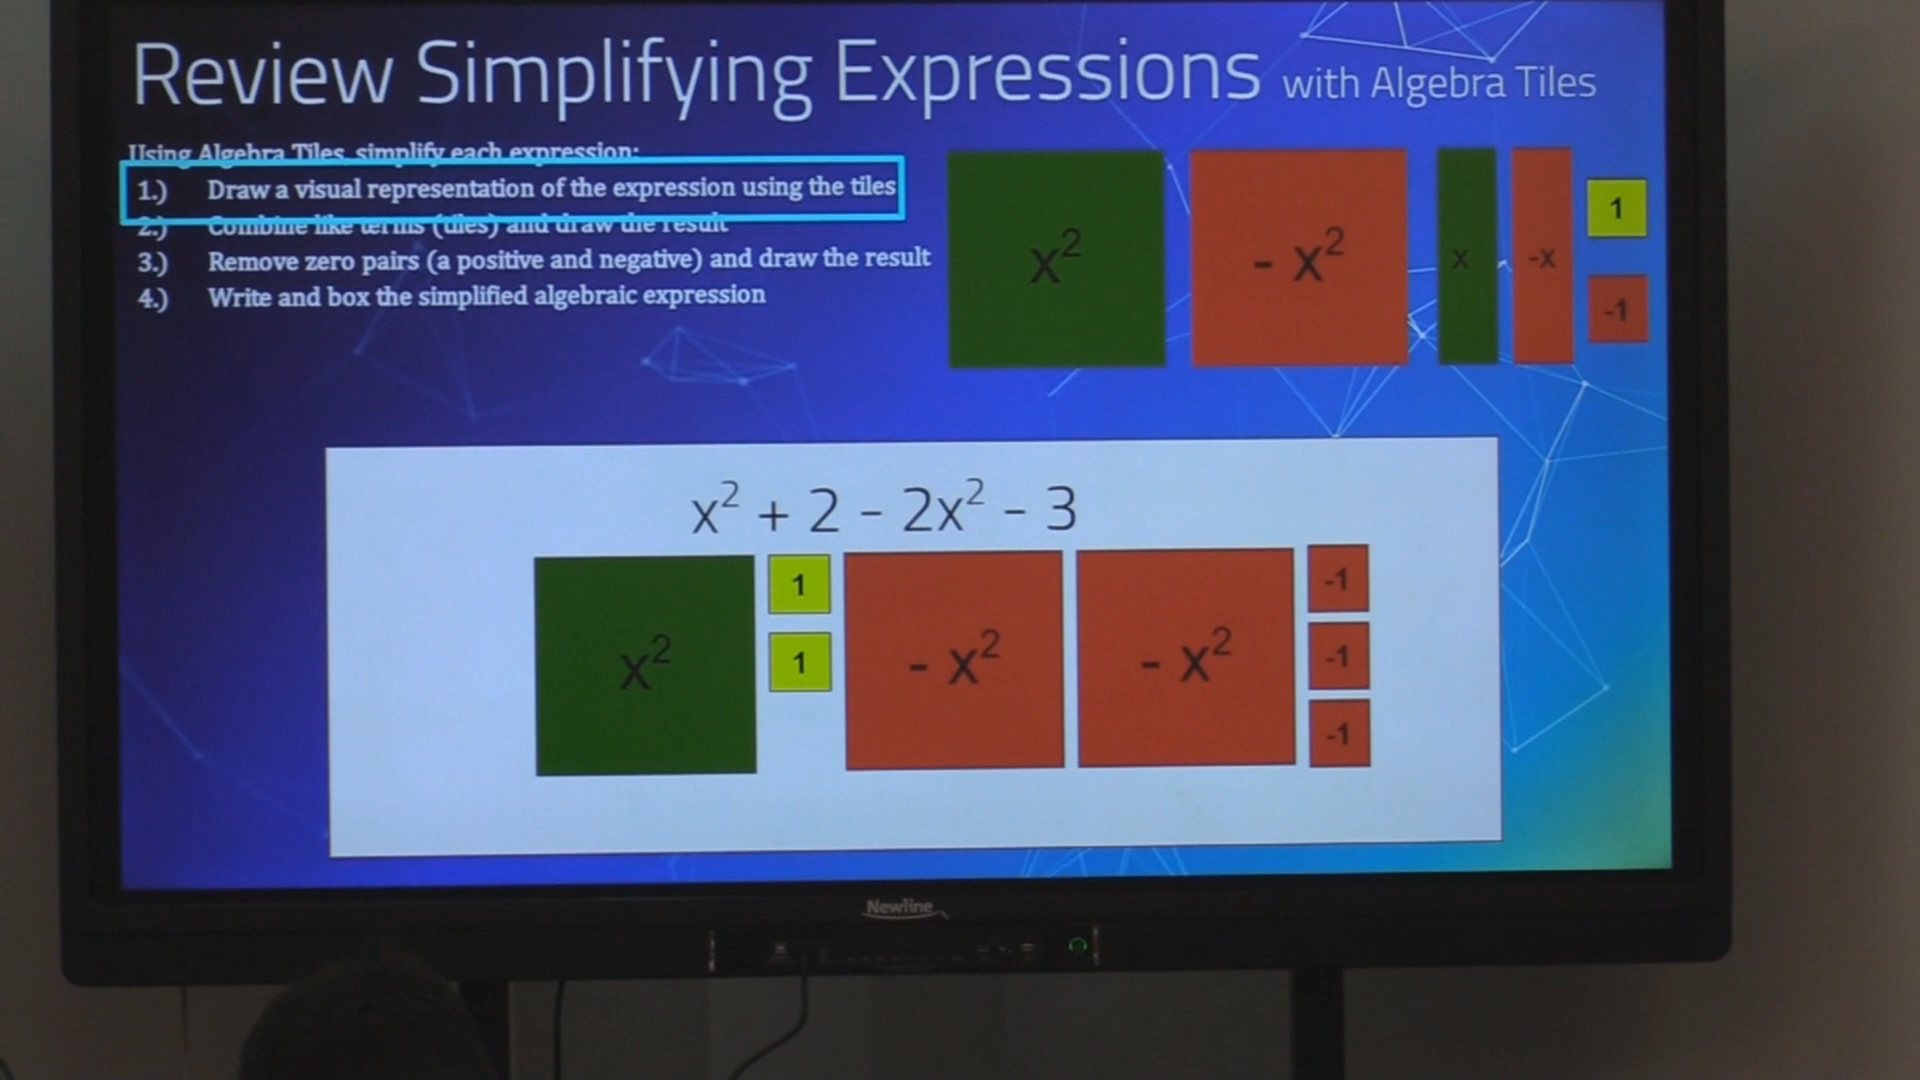 Review Simplifying Expressions with Algebra Tiles
Using Algebra Tiles, simplify each expression:
1.) Draw a visual representation of the expression using the tiles
2.) Combine like terms (tiles) and draw the result
3.) Remove zero pairs (a positive and negative) and draw the result
4.) Write and box the simplified algebraic expression
x² - x² x -x 1
-1
x² + 2 - 2x² - 3
x² 1 - x² - x² -1
1 -1
-1
Newline